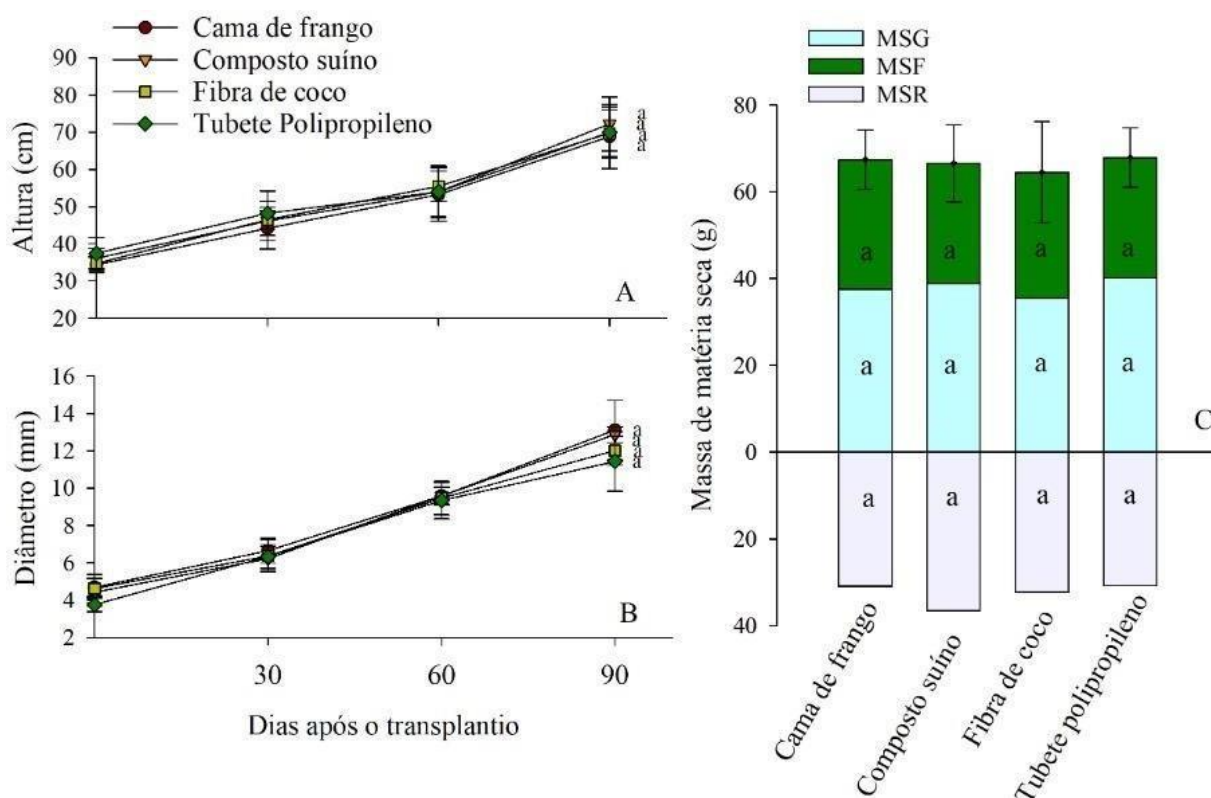 Cama de frango
Composto suíno
Fibra de coco
Tubete Polipropileno
90
80
70
60
50
40
30
20
Altura (cm)
a
a
a
a
A
16
14
12
10
8
6
4
2
Diâmetro (mm)
a
a
a
a
B
30
60
90
Dias após o transplantio
MSG
MSF
MSR
80
60
40
20
0
20
40
Massa de matéria seca (g)
a
a
a
a
a
a
a
a
C
a
a
a
a
Cama de frango
Composto suíno
Fibra de coco
Tubete polipropileno